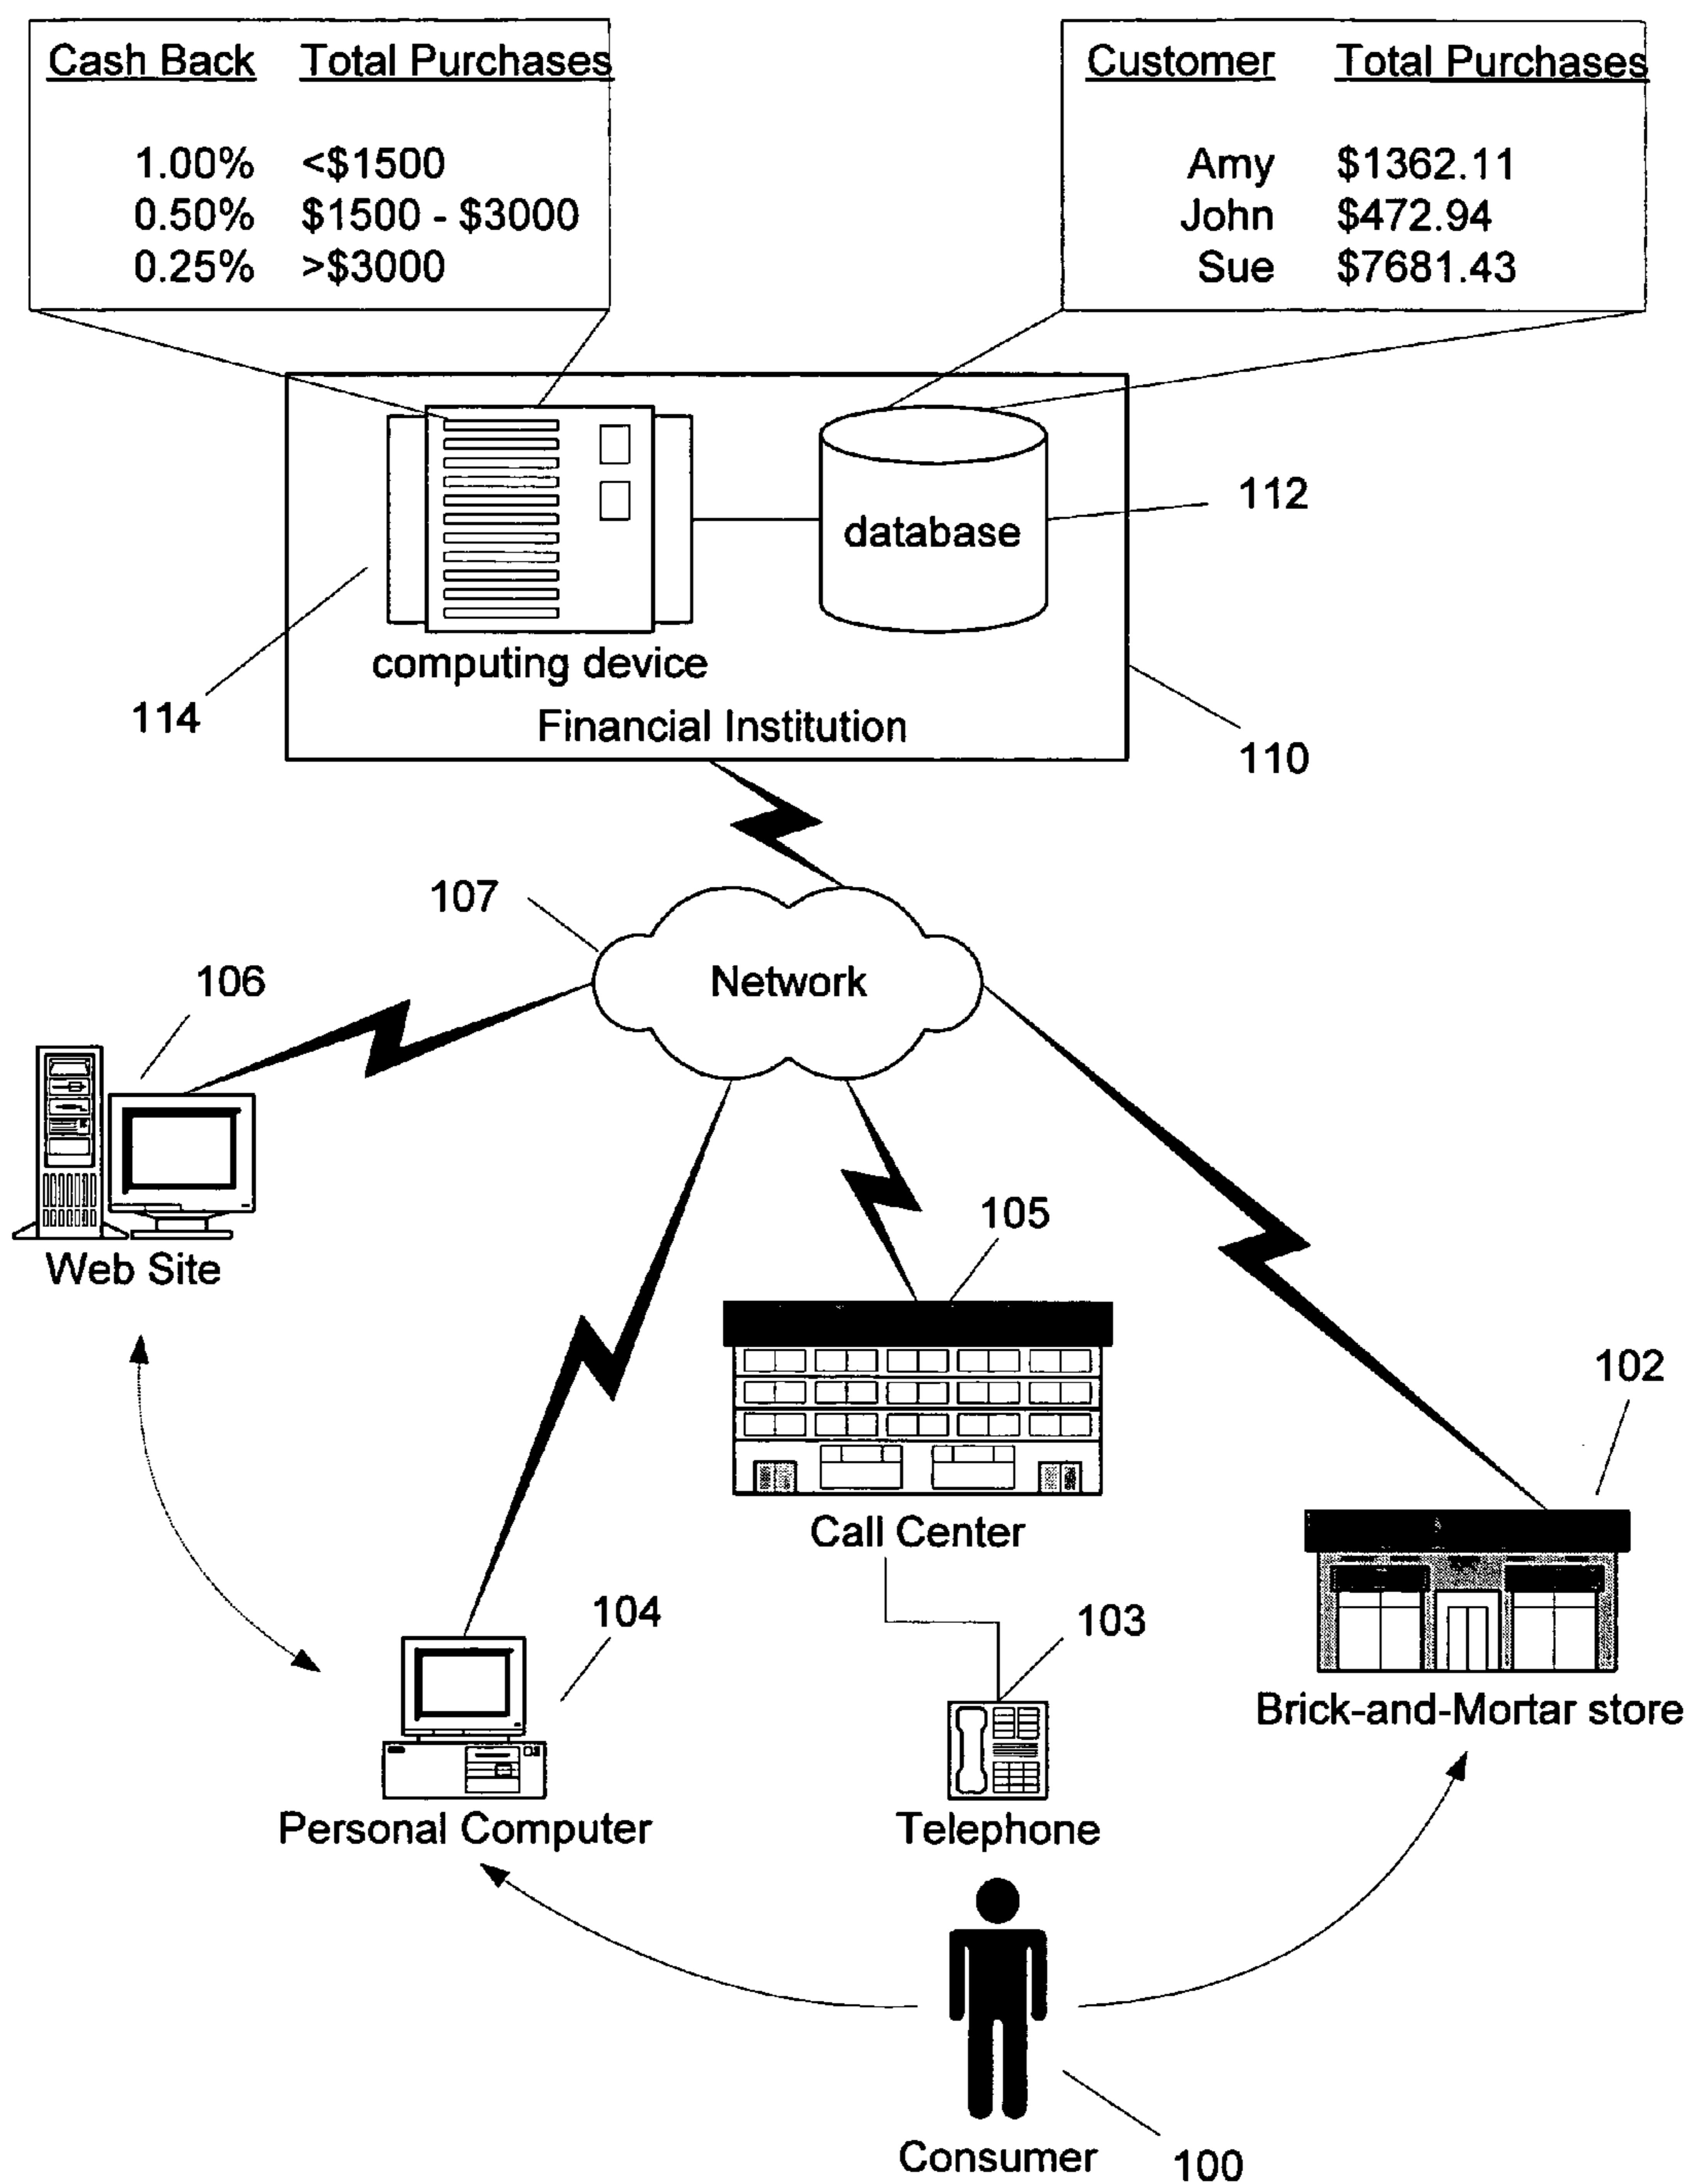 Cash Back Total Purchases
1.00% <$1500
0.50% $1500 - $3000
0.25% >$3000
Customer Total Purchases
Amy $1362.11
John $472.94
Sue $7681.43
database
112
computing device
114
Financial Institution
110
107
Network
106
Web Site
105
Call Center
102
Brick-and-Mortar store
104
Personal Computer
103
Telephone
Consumer
100